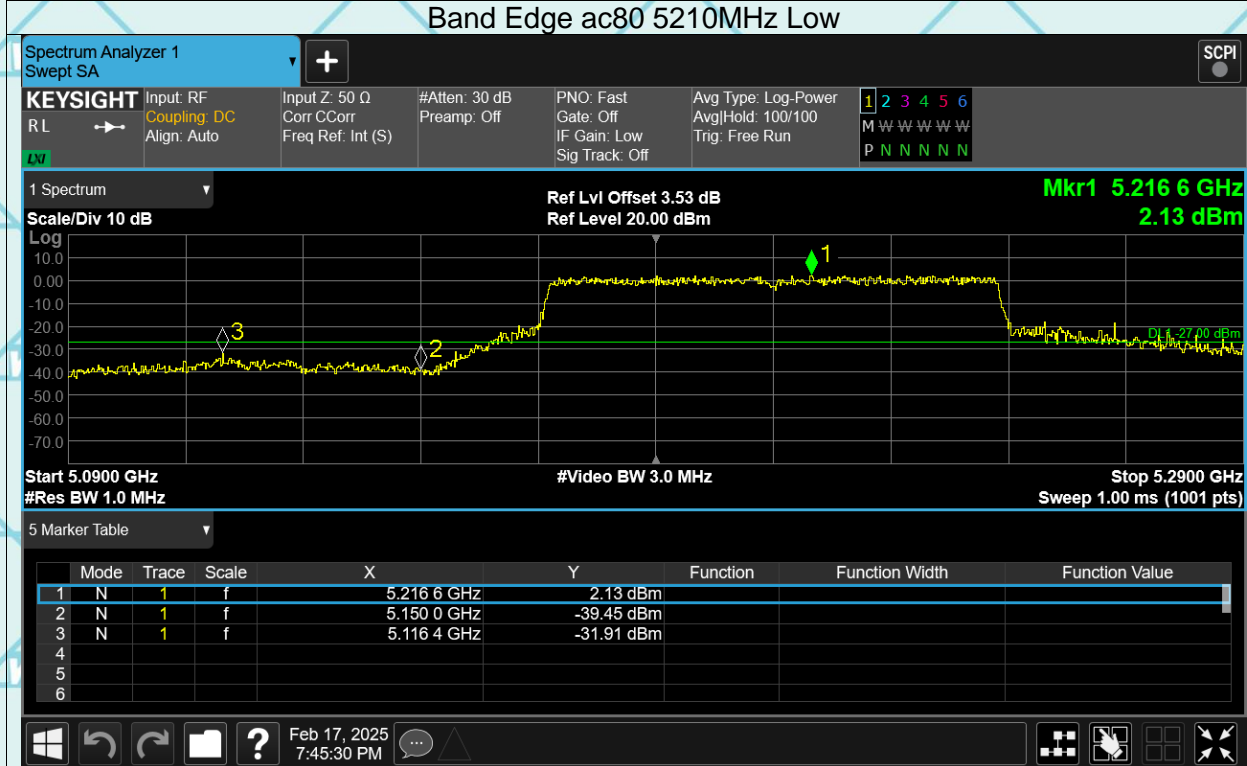 Band Edge ac80 5210MHz Low
Spectrum Analyzer 1
Swept SA
+
SCPI
KEYSIGHT
R L
LXI
Input: RF
Coupling: DC
Align: Auto
Input Z: 50 Ω
Corr CCorr
Freq Ref: Int (S)
#Atten: 30 dB
Preamp: Off
PNO: Fast
Gate: Off
IF Gain: Low
Sig Track: Off
Avg Type: Log-Power
Avg|Hold: 100/100
Trig: Free Run
1 2 3 4 5 6
M W W W W W
P N N N N N
1 Spectrum
Scale/Div 10 dB
Ref Lvl Offset 3.53 dB
Ref Level 20.00 dBm
Mkr1 5.216 6 GHz
2.13 dBm
Log
10.0
0.00
-10.0
-20.0
-30.0
-40.0
-50.0
-60.0
-70.0
1
2
3
DL1 -27.00 dBm
Start 5.0900 GHz
#Video BW 3.0 MHz
Stop 5.2900 GHz
#Res BW 1.0 MHz
Sweep 1.00 ms (1001 pts)
5 Marker Table
Mode Trace Scale X Y Function Function Width Function Value
1 N 1 f 5.216 6 GHz 2.13 dBm
2 N 1 f 5.150 0 GHz -39.45 dBm
3 N 1 f 5.116 4 GHz -31.91 dBm
4
5
6
?
Feb 17, 2025
7:45:30 PM